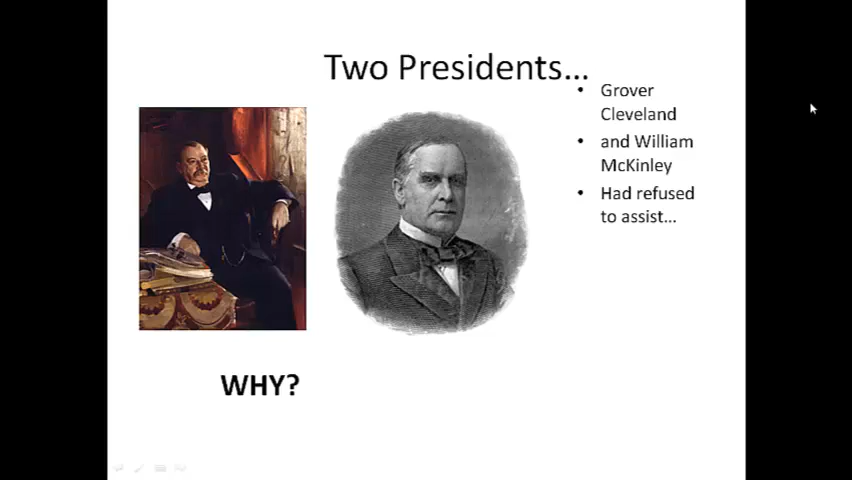 Two Presidents...
• Grover
Cleveland
• and William
McKinley
• Had refused
to assist...
WHY?